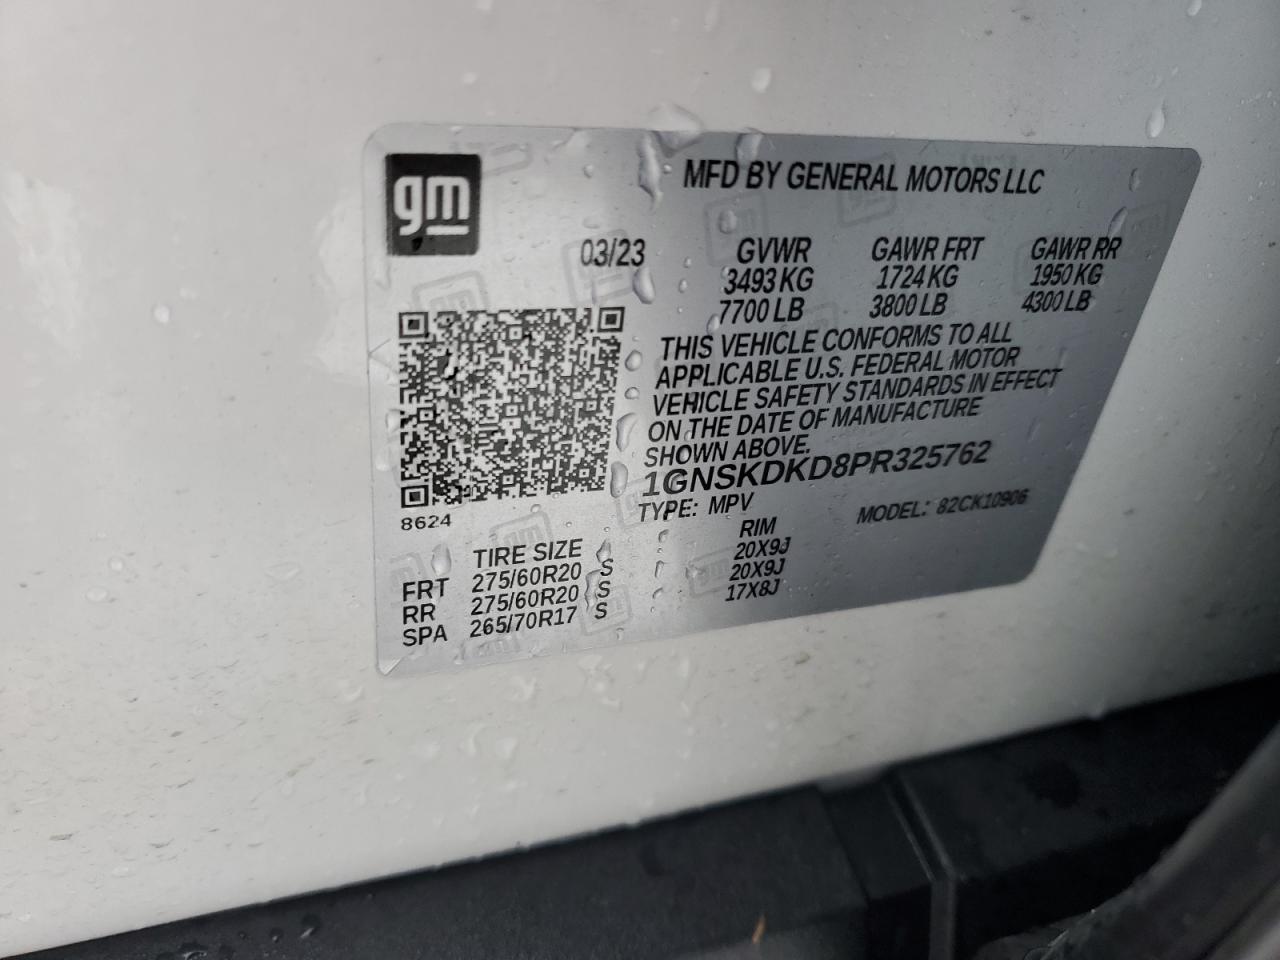 gm
MFD BY GENERAL MOTORS LLC
03/23 GVWR GAWR FRT GAWR RR
3493 KG 1724 KG 1950 KG
7700 LB 3800 LB 4300 LB
THIS VEHICLE CONFORMS TO ALL
APPLICABLE U.S. FEDERAL MOTOR
VEHICLE SAFETY STANDARDS IN EFFECT
ON THE DATE OF MANUFACTURE
SHOWN ABOVE.
1GNSKDKD8PR325762
TYPE: MPV MODEL: 82CK10906
8624
TIRE SIZE RIM
FRT 275/60R20 S 20X9J
RR 275/60R20 S 20X9J
SPA 265/70R17 S 17X8J